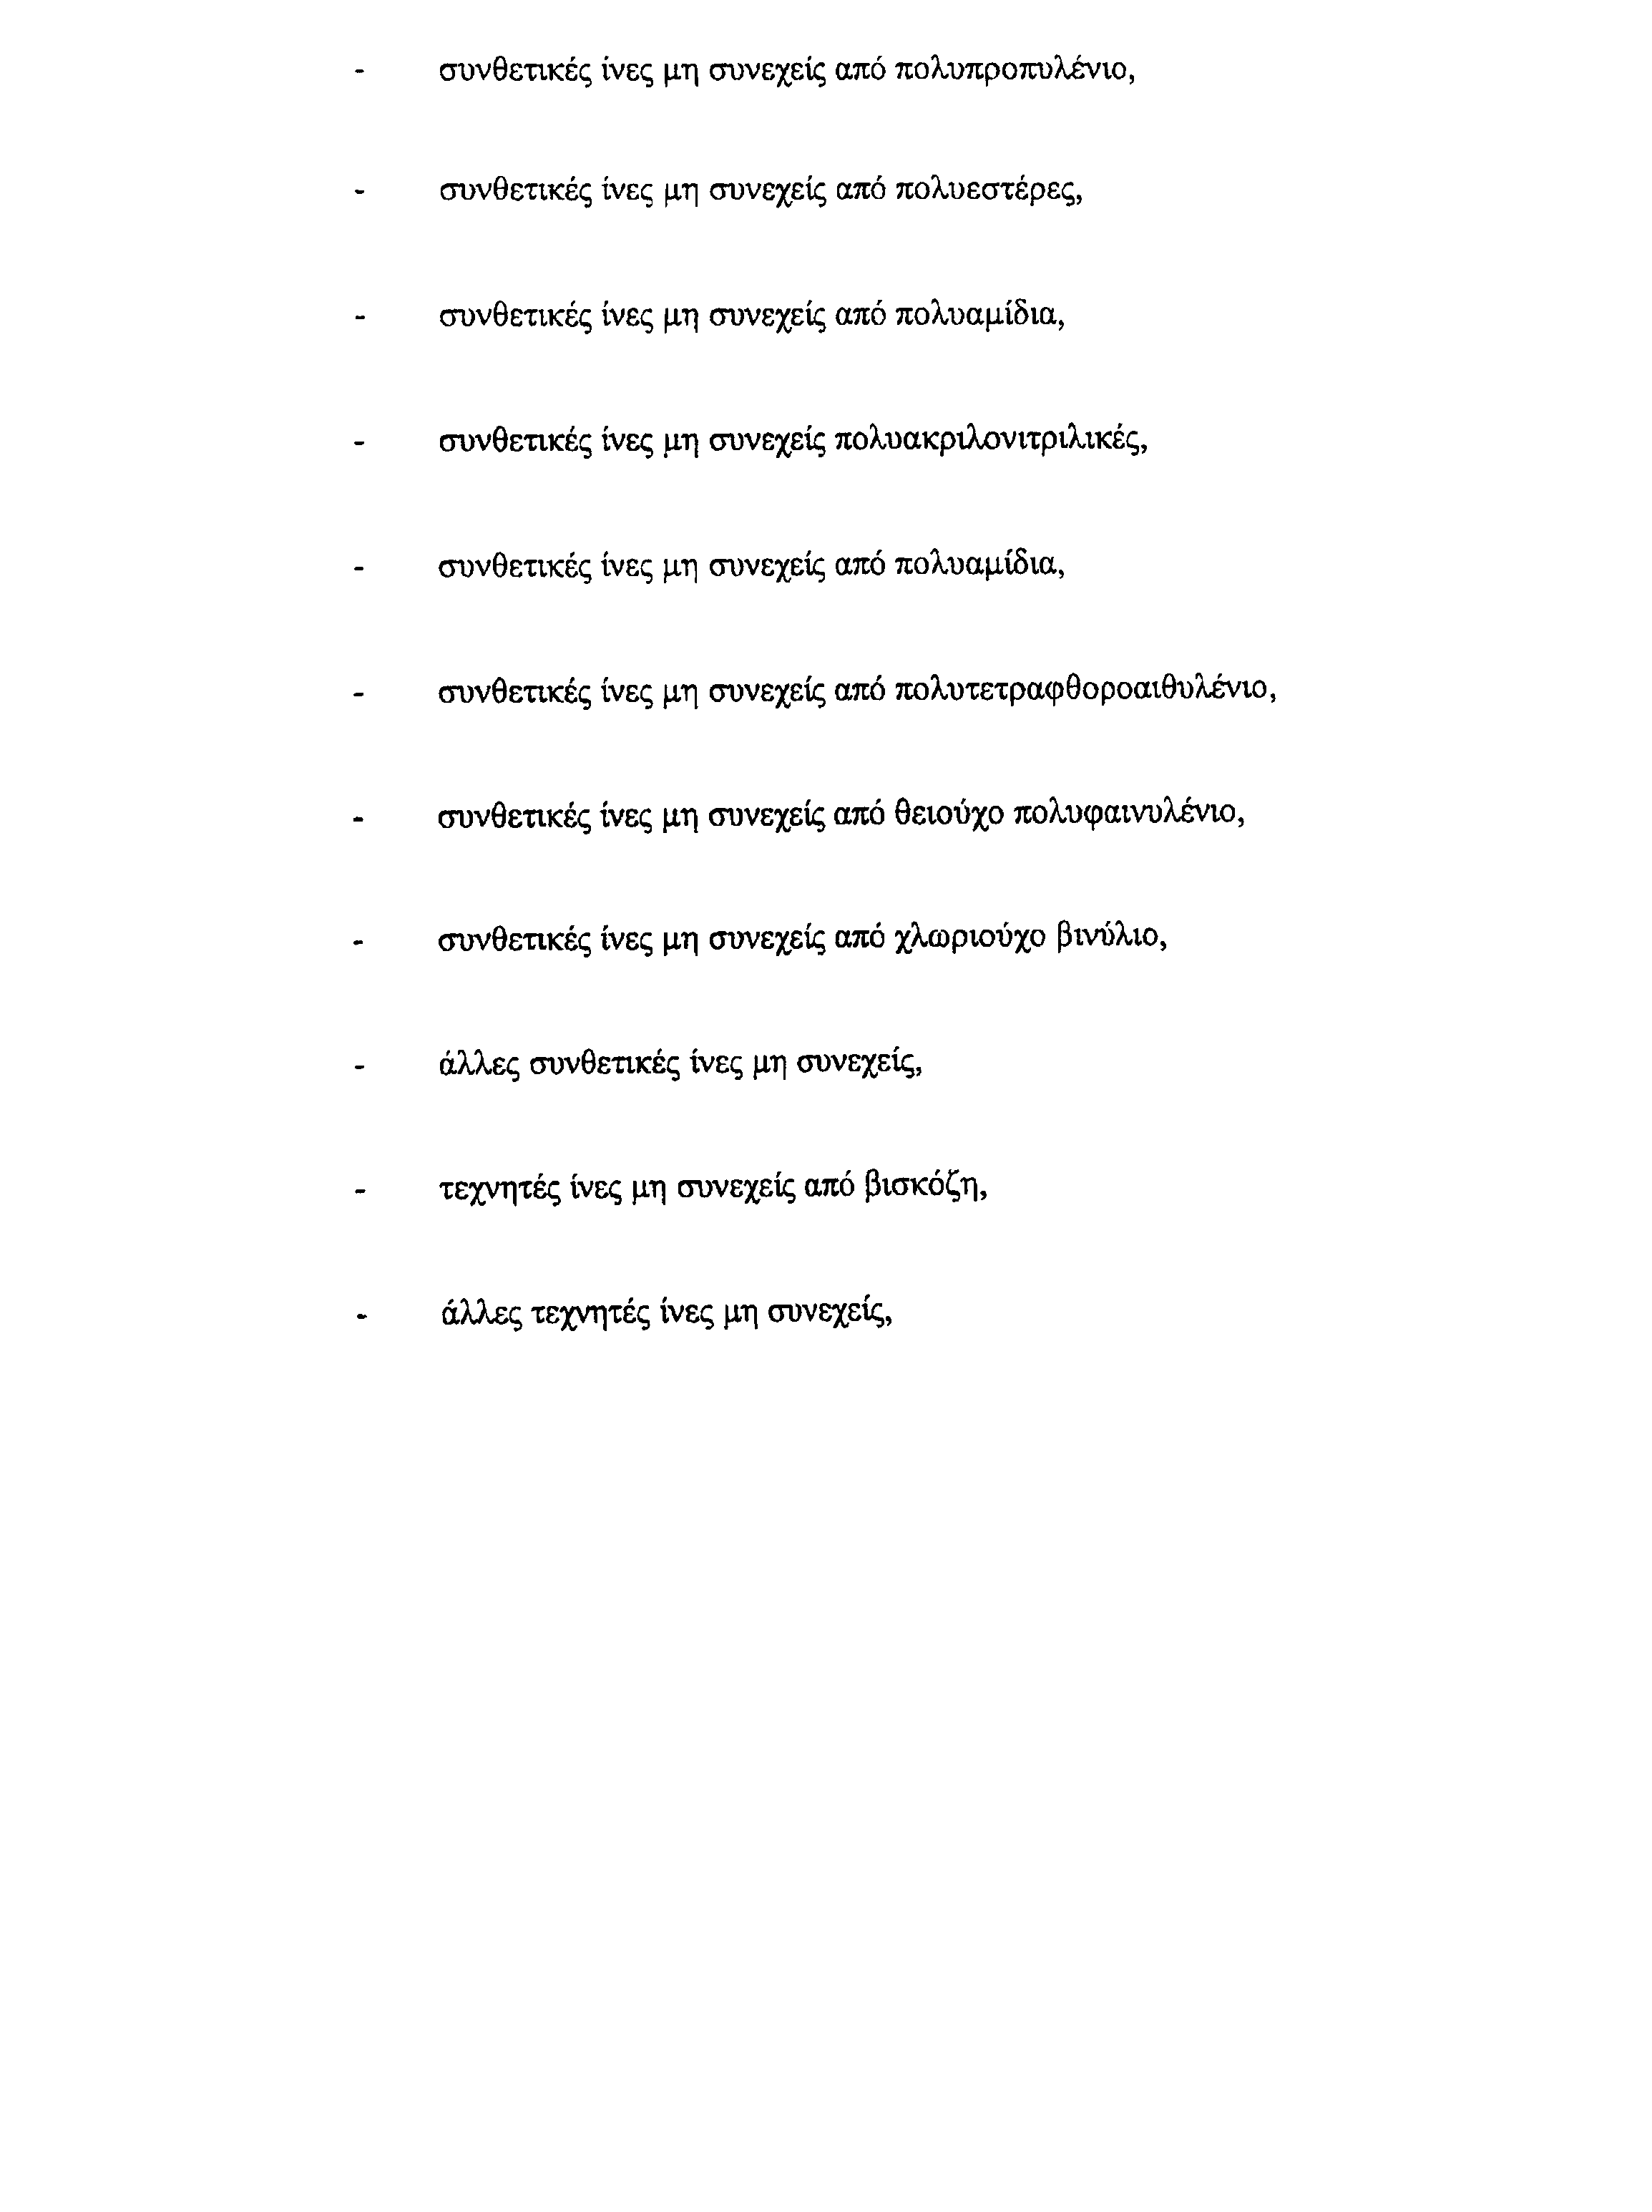 - συνθετικές ίνες μη συνεχείς από πολυπροπυλένιο,
- συνθετικές ίνες μη συνεχείς από πολυεστέρες,
- συνθετικές ίνες μη συνεχείς από πολυαμίδια,
- συνθετικές ίνες μη συνεχείς πολυακριλονιτριλικές,
- συνθετικές ίνες μη συνεχείς από πολυαμίδια,
- συνθετικές ίνες μη συνεχείς από πολυτετραφθοροαιθυλένιο,
- συνθετικές ίνες μη συνεχείς από θειούχο πολυφαινυλένιο,
- συνθετικές ίνες μη συνεχείς από χλωριούχο βινύλιο,
- άλλες συνθετικές ίνες μη συνεχείς,
- τεχνητές ίνες μη συνεχείς από βισκόζη,
- άλλες τεχνητές ίνες μη συνεχείς,